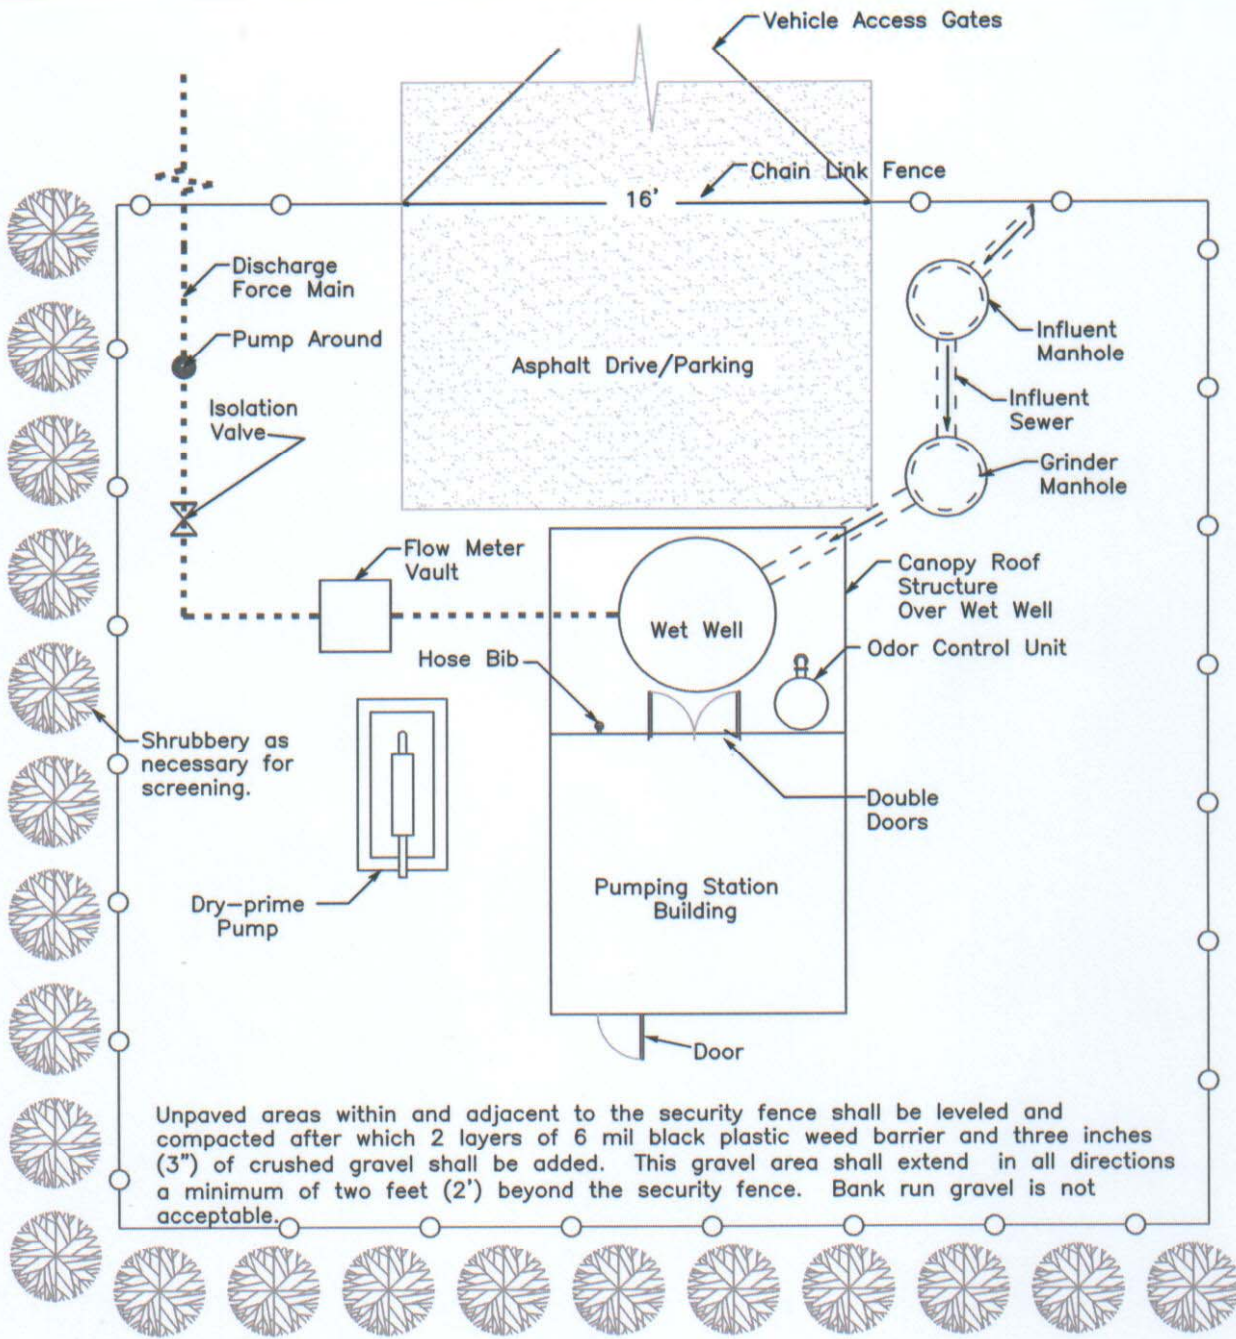 Vehicle Access Gates
Chain Link Fence
16'
Discharge
Force Main
Pump Around
Influent
Manhole
Asphalt Drive/Parking
Isolation
Valve
Influent
Sewer
Grinder
Manhole
Flow Meter
Vault
Canopy Roof
Structure
Over Wet Well
Wet Well
Hose Bib
Odor Control Unit
Shrubbery as
necessary for
screening.
Double
Doors
Pumping Station
Building
Dry-prime
Pump
Door
Unpaved areas within and adjacent to the security fence shall be leveled and
compacted after which 2 layers of 6 mil black plastic weed barrier and three inches
(3") of crushed gravel shall be added. This gravel area shall extend in all directions
a minimum of two feet (2') beyond the security fence. Bank run gravel is not
acceptable.